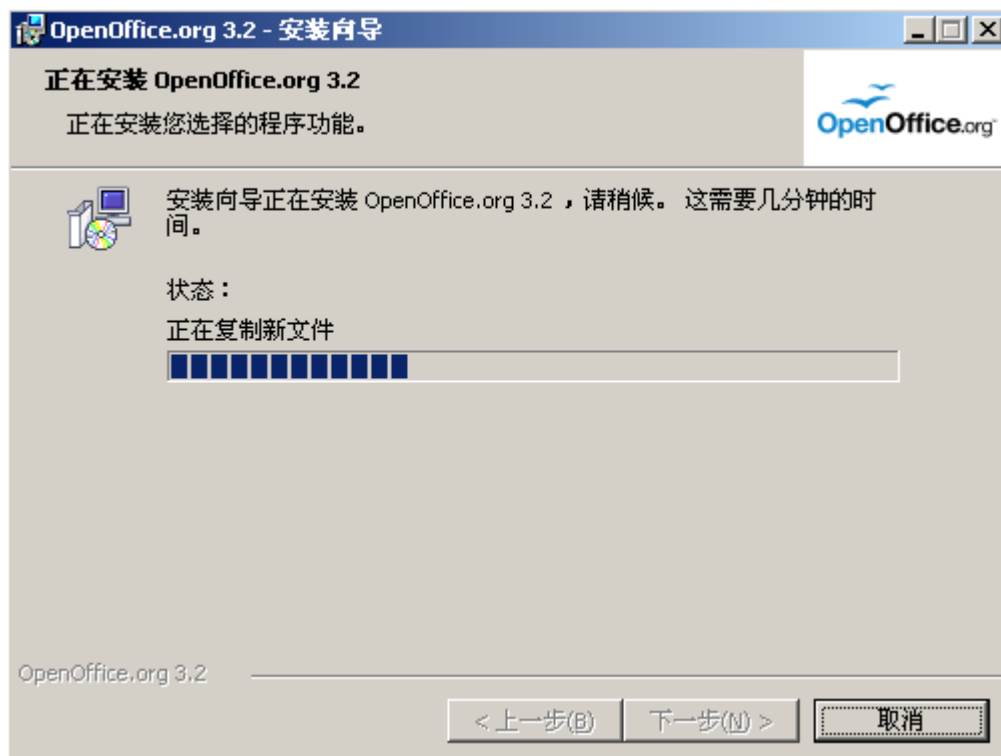 OpenOffice.org 3.2 - 安装向导
正在安装 OpenOffice.org 3.2
正在安装您选择的程序功能。
OpenOffice.org
安装向导正在安装 OpenOffice.org 3.2 ，请稍候。 这需要几分钟的时
间。
状态：
正在复制新文件
OpenOffice.org 3.2
< 上一步(B)
下一步(N) >
取消